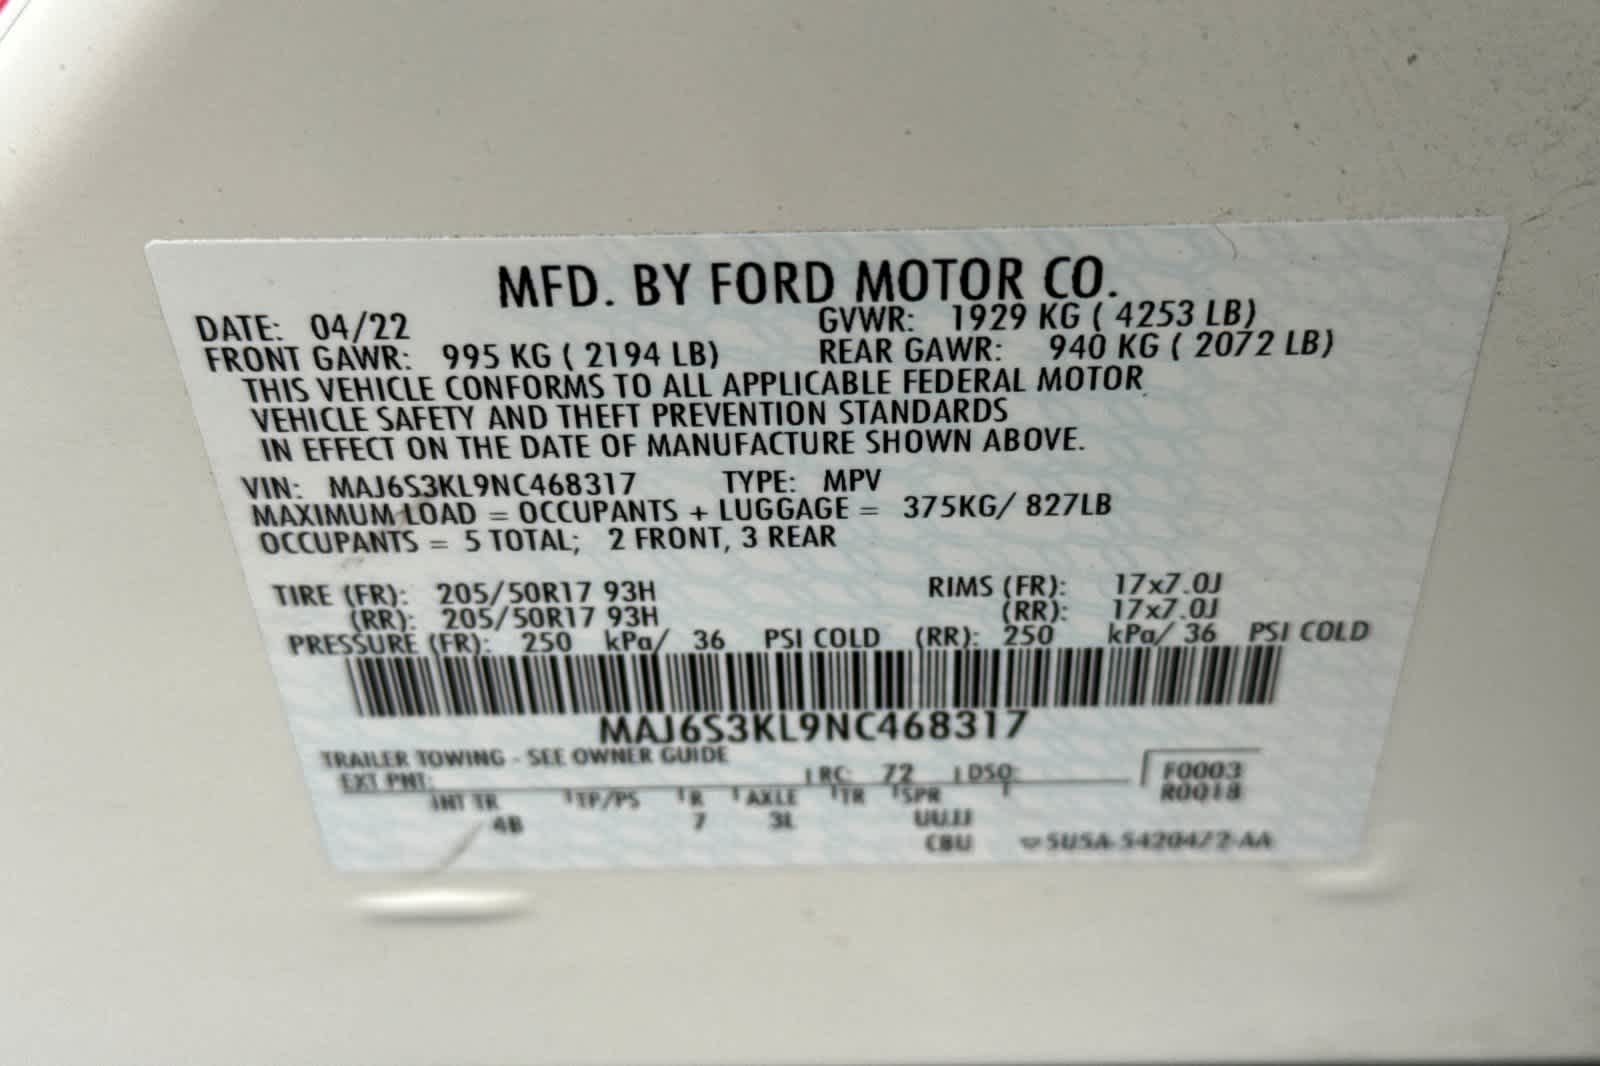 MFD. BY FORD MOTOR CO.
DATE: 04/22 GVWR: 1929 KG ( 4253 LB)
FRONT GAWR: 995 KG ( 2194 LB) REAR GAWR: 940 KG ( 2072 LB)
THIS VEHICLE CONFORMS TO ALL APPLICABLE FEDERAL MOTOR
VEHICLE SAFETY AND THEFT PREVENTION STANDARDS
IN EFFECT ON THE DATE OF MANUFACTURE SHOWN ABOVE.
VIN: MAJ6S3KL9NC468317 TYPE: MPV
MAXIMUM LOAD = OCCUPANTS + LUGGAGE = 375KG/ 827LB
OCCUPANTS = 5 TOTAL; 2 FRONT, 3 REAR
TIRE (FR): 205/50R17 93H RIMS (FR): 17x7.0J
(RR): 205/50R17 93H (RR): 17x7.0J
PRESSURE (FR): 250 kPa/ 36 PSI COLD (RR): 250 kPa/ 36 PSI COLD
MAJ6S3KL9NC468317
TRAILER TOWING - SEE OWNER GUIDE
EXT PNT: RC: 72 DSO: F0003
R0018
INT TR TP/PS R AXLE TR SPR
4B 7 3L UUJJ
CBU